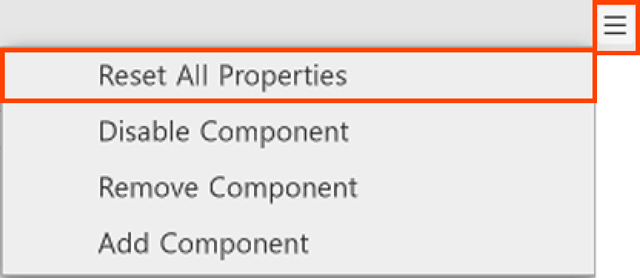 Reset All Properties
Disable Component
Remove Component
Add Component